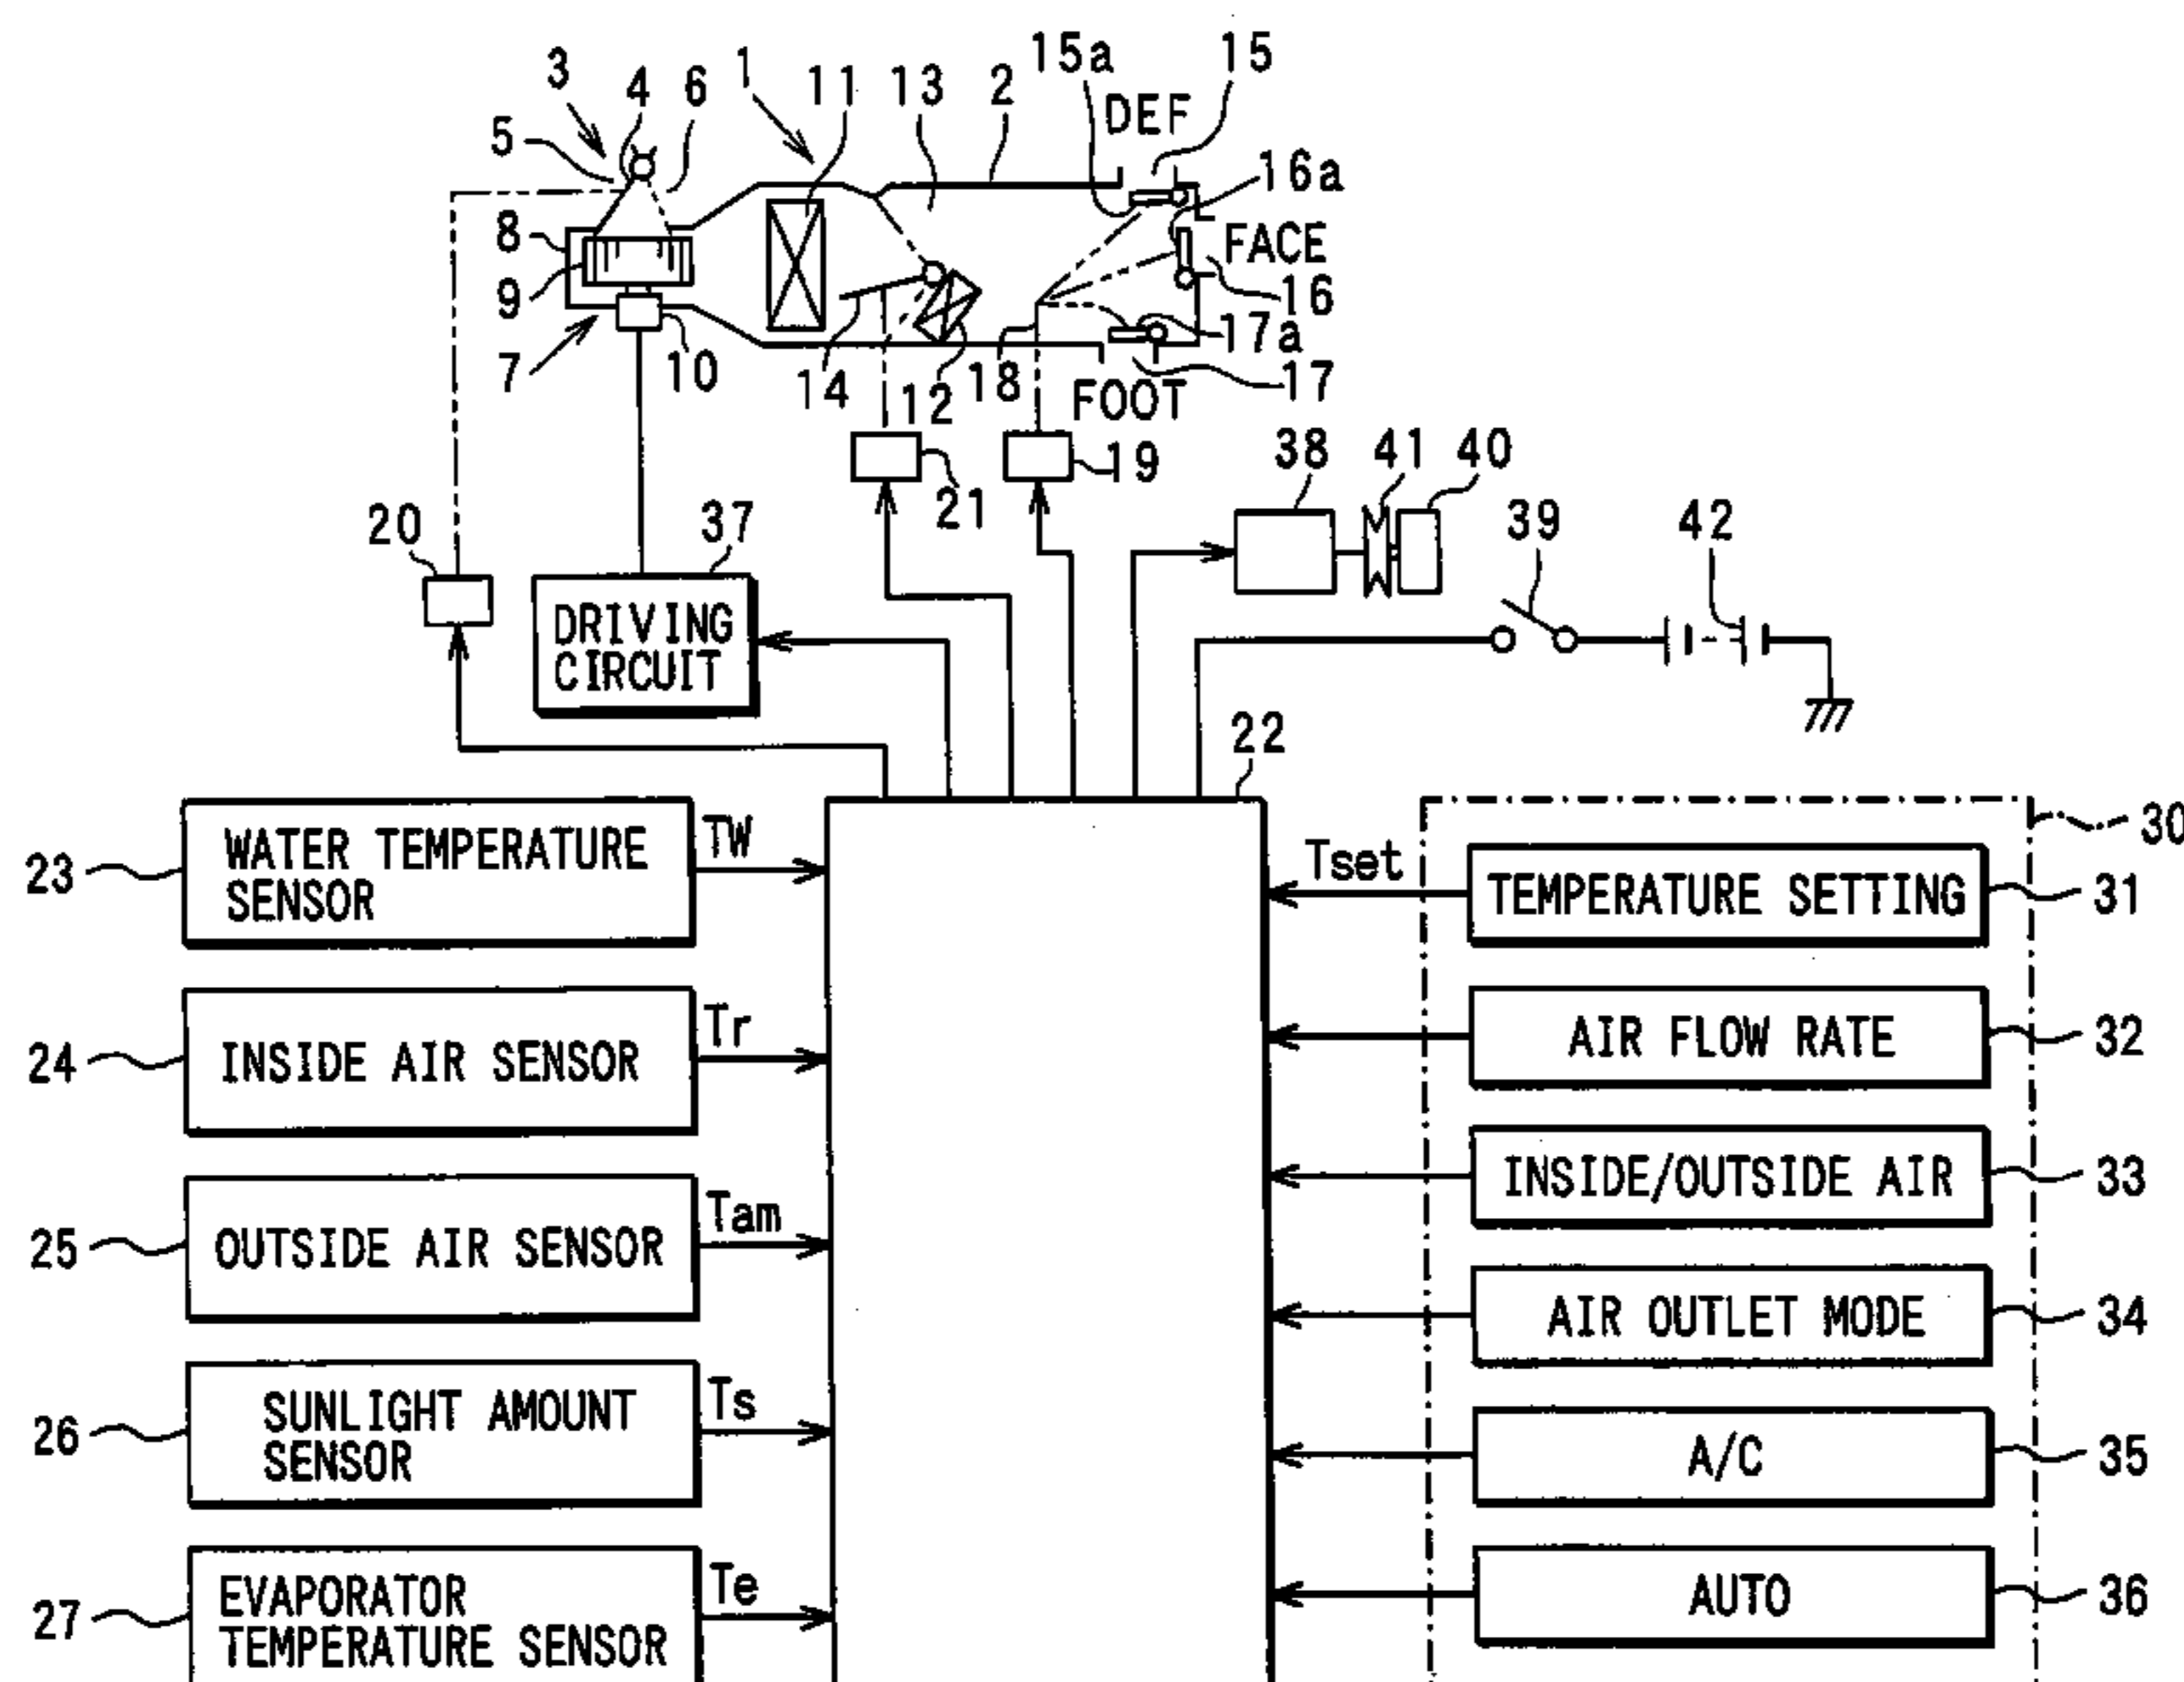 3
4
6
1
11
13
2
15a
15
DEF
5
16a
8
FACE
9
16
17a
7
10
14
12
18
17
FOOT
38
41
40
21
19
20
37
39
42
DRIVING
CIRCUIT
22
23
WATER TEMPERATURE
SENSOR
TW
30
Tset
TEMPERATURE SETTING
31
24
INSIDE AIR SENSOR
Tr
AIR FLOW RATE
32
25
OUTSIDE AIR SENSOR
Tam
INSIDE/OUTSIDE AIR
33
AIR OUTLET MODE
34
26
SUNLIGHT AMOUNT
SENSOR
Ts
A/C
35
27
EVAPORATOR
TEMPERATURE SENSOR
Te
AUTO
36